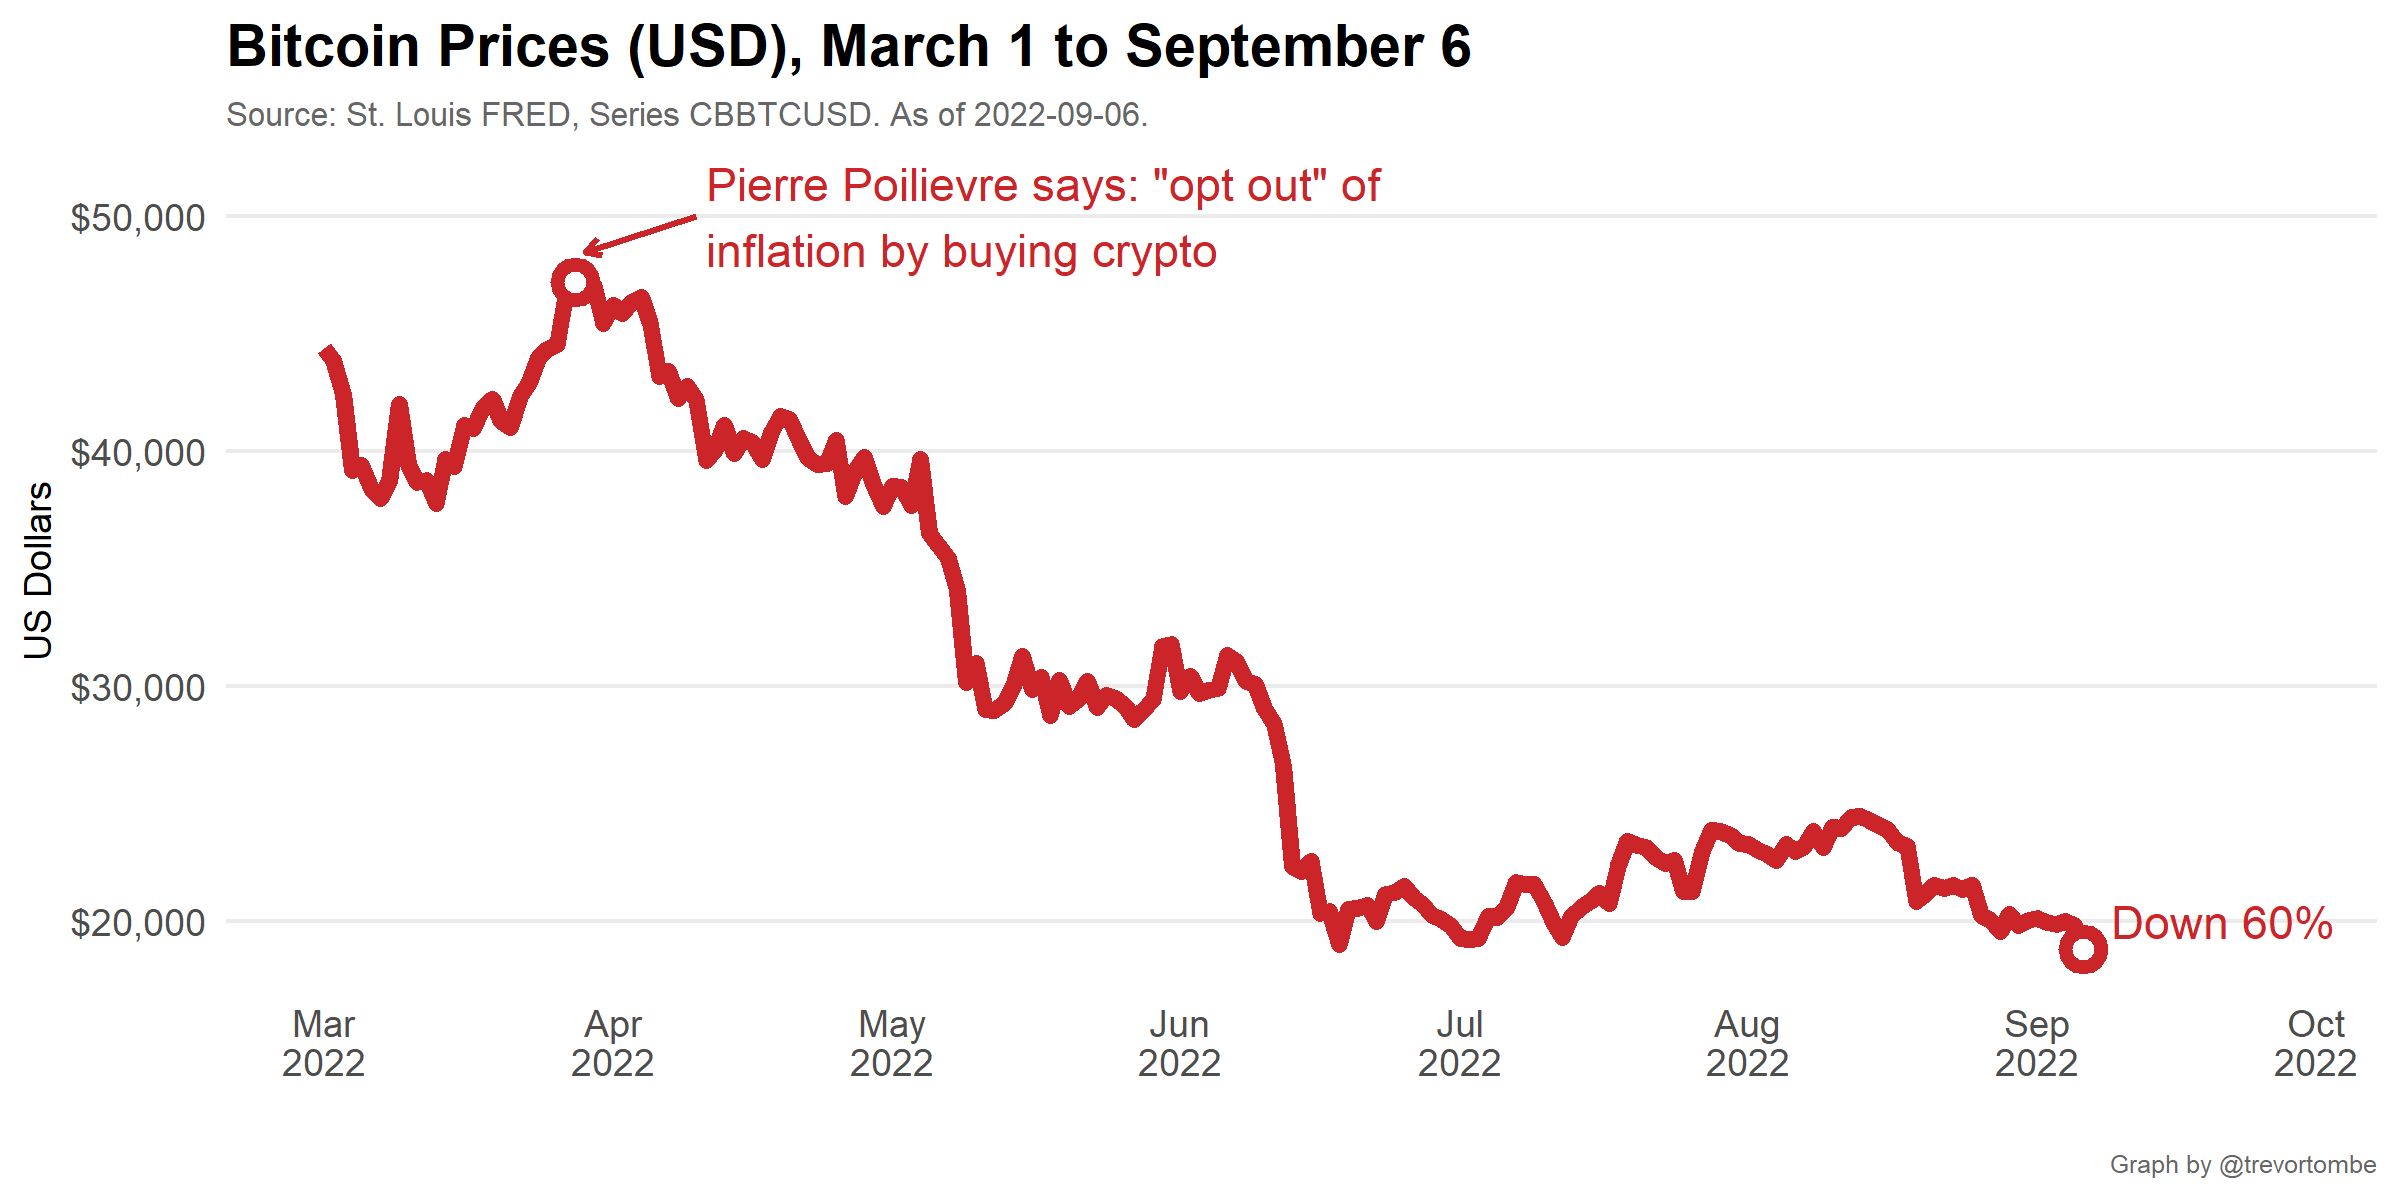 Bitcoin Prices (USD), March 1 to September 6
Source: St. Louis FRED, Series CBBTCUSD. As of 2022-09-06.
Pierre Poilievre says: "opt out" of
inflation by buying crypto
$50,000
$40,000
$30,000
$20,000
US Dollars
Down 60%
Mar
2022
Apr
2022
May
2022
Jun
2022
Jul
2022
Aug
2022
Sep
2022
Oct
2022
Graph by @trevortombe